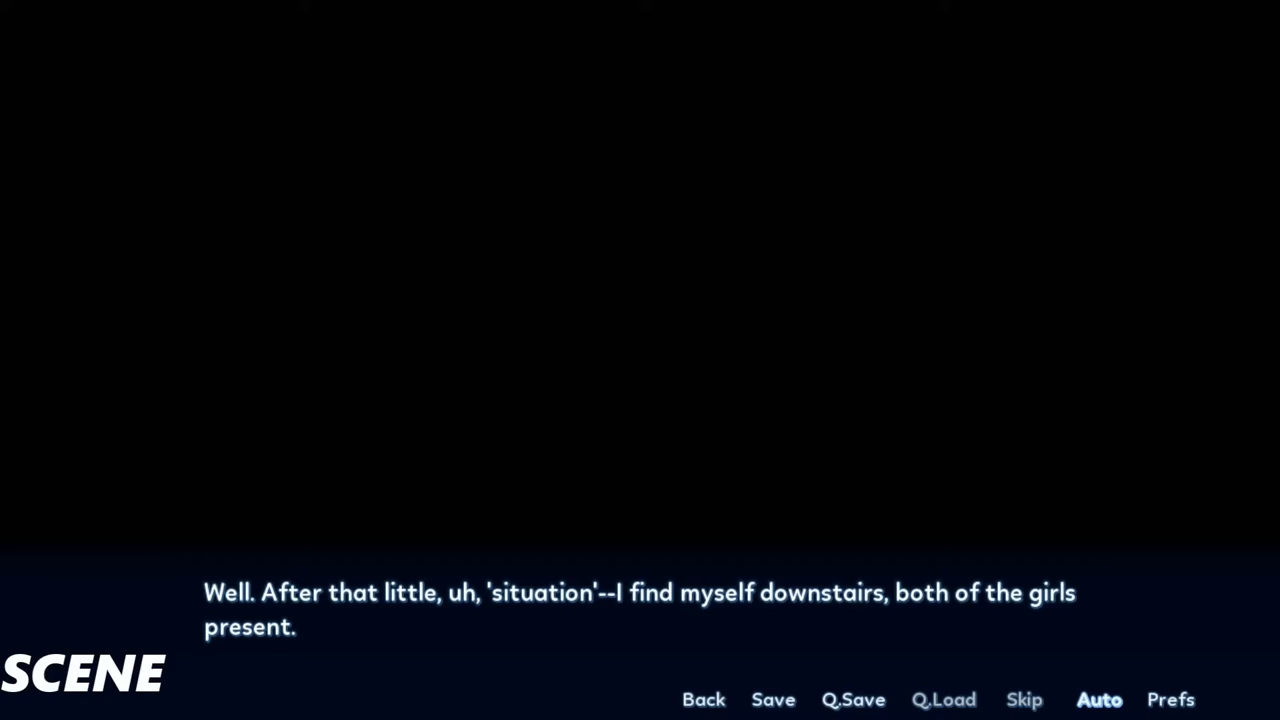 Well. After that little, uh, 'situation'--I find myself downstairs, both of the girls
present.
SCENE
Back Save Q.Save Q.Load Skip Auto Prefs